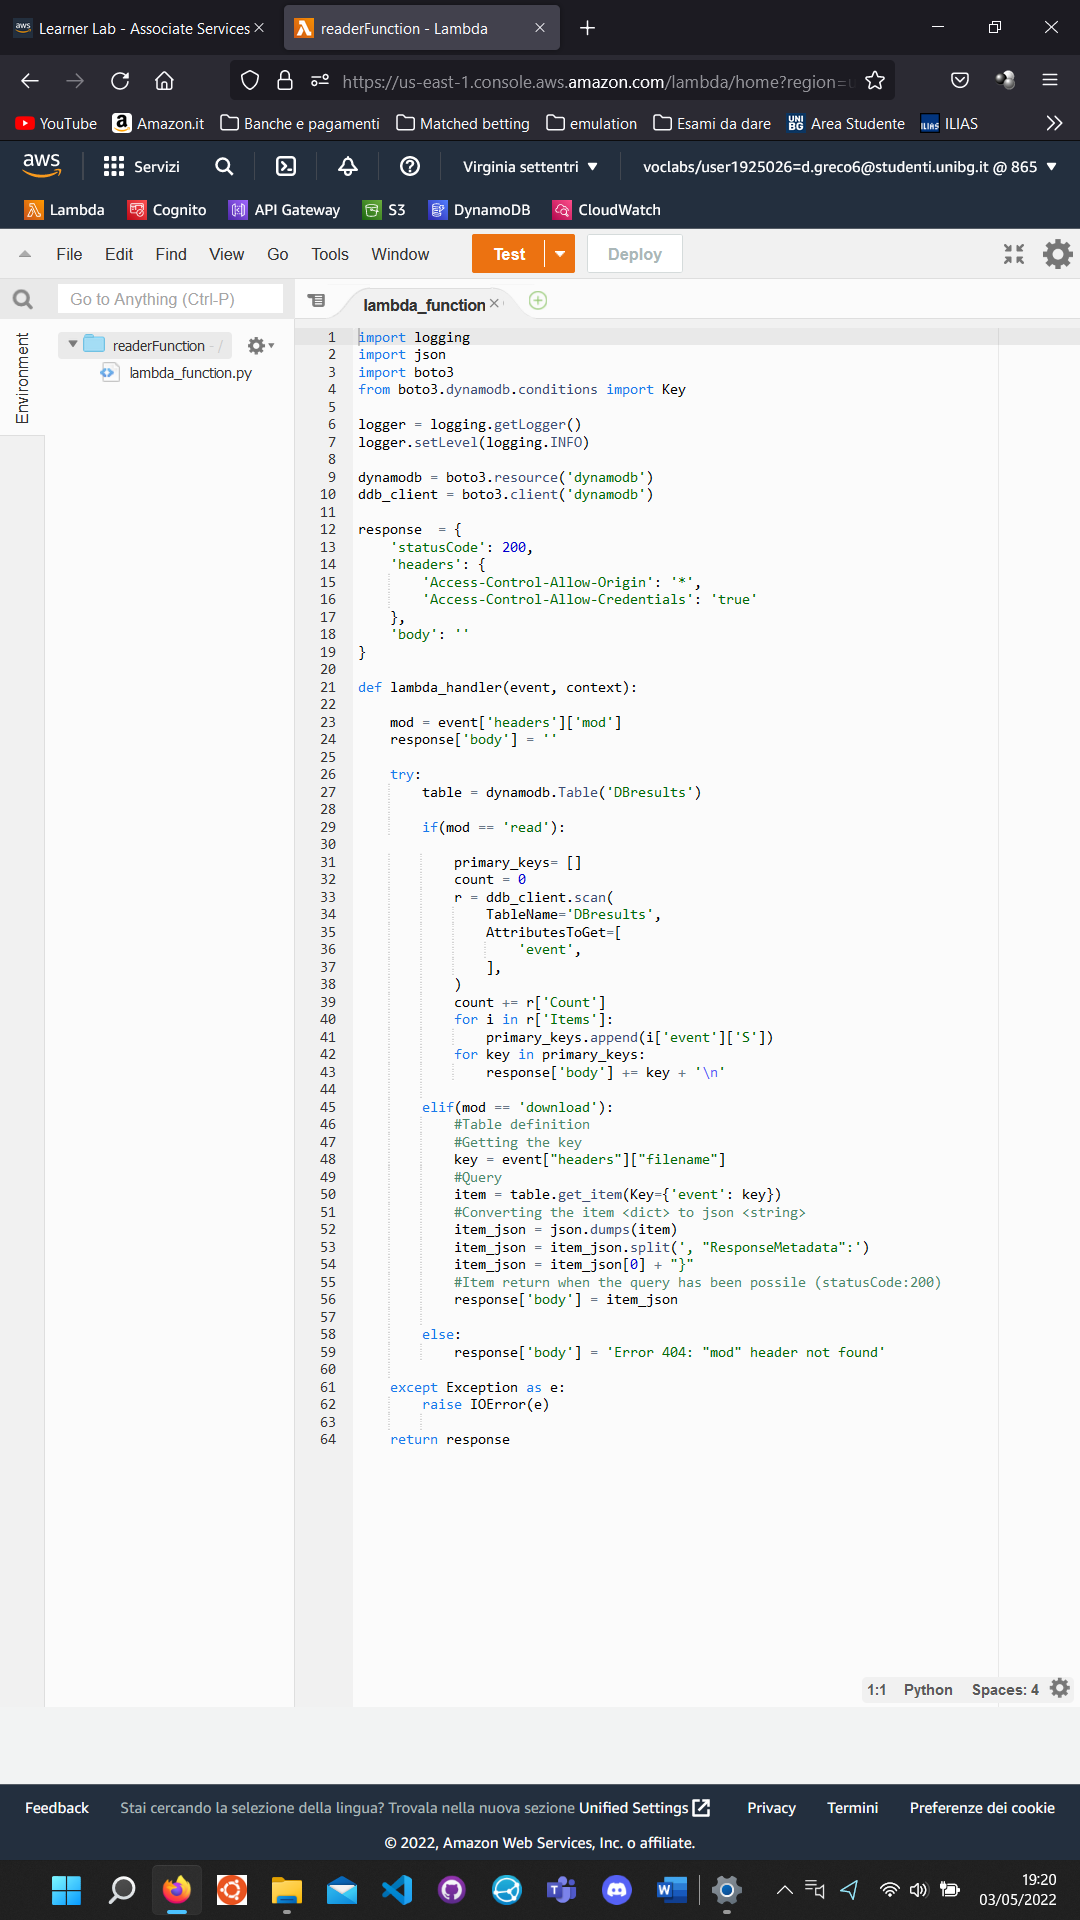 aws Learner Lab - Associate Services
readerFunction - Lambda
https://us-east-1.console.aws.amazon.com/lambda/home?region=
YouTube Amazon.it Banche e pagamenti Matched betting emulation Esami da dare UNI BG Area Studente ILIAS ILIAS
aws Servizi Virginia settentri voclabs/user1925026=d.greco6@studenti.unibg.it @ 865
Lambda Cognito API Gateway S3 DynamoDB CloudWatch
File Edit Find View Go Tools Window Test Deploy
Go to Anything (Ctrl-P)
lambda_function
Environment
readerFunction - /
lambda_function.py
1 import logging
2 import json
3 import boto3
4 from boto3.dynamodb.conditions import Key
5
6 logger = logging.getLogger()
7 logger.setLevel(logging.INFO)
8
9 dynamodb = boto3.resource('dynamodb')
10 ddb_client = boto3.client('dynamodb')
11
12 response  = {
13     'statusCode': 200,
14     'headers': {
15         'Access-Control-Allow-Origin': '*',
16         'Access-Control-Allow-Credentials': 'true'
17     },
18     'body': ''
19 }
20
21 def lambda_handler(event, context):
22
23     mod = event['headers']['mod']
24     response['body'] = ''
25
26     try:
27         table = dynamodb.Table('DBresults')
28
29         if(mod == 'read'):
30
31             primary_keys= []
32             count = 0
33             r = ddb_client.scan(
34                 TableName='DBresults',
35                 AttributesToGet=[
36                     'event',
37                 ],
38             )
39             count += r['Count']
40             for i in r['Items']:
41                 primary_keys.append(i['event']['S'])
42             for key in primary_keys:
43                 response['body'] += key + '\n'
44
45         elif(mod == 'download'):
46             #Table definition
47             #Getting the key
48             key = event["headers"]["filename"]
49             #Query
50             item = table.get_item(Key={'event': key})
51             #Converting the item <dict> to json <string>
52             item_json = json.dumps(item)
53             item_json = item_json.split(', "ResponseMetadata":')
54             item_json = item_json[0] + "}"
55             #Item return when the query has been possile (statusCode:200)
56             response['body'] = item_json
57
58         else:
59             response['body'] = 'Error 404: "mod" header not found'
60
61     except Exception as e:
62         raise IOError(e)
63
64     return response
1:1 Python Spaces: 4
Feedback Stai cercando la selezione della lingua? Trovala nella nuova sezione Unified Settings Privacy Termini Preferenze dei cookie
© 2022, Amazon Web Services, Inc. o affiliate.
19:20
03/05/2022